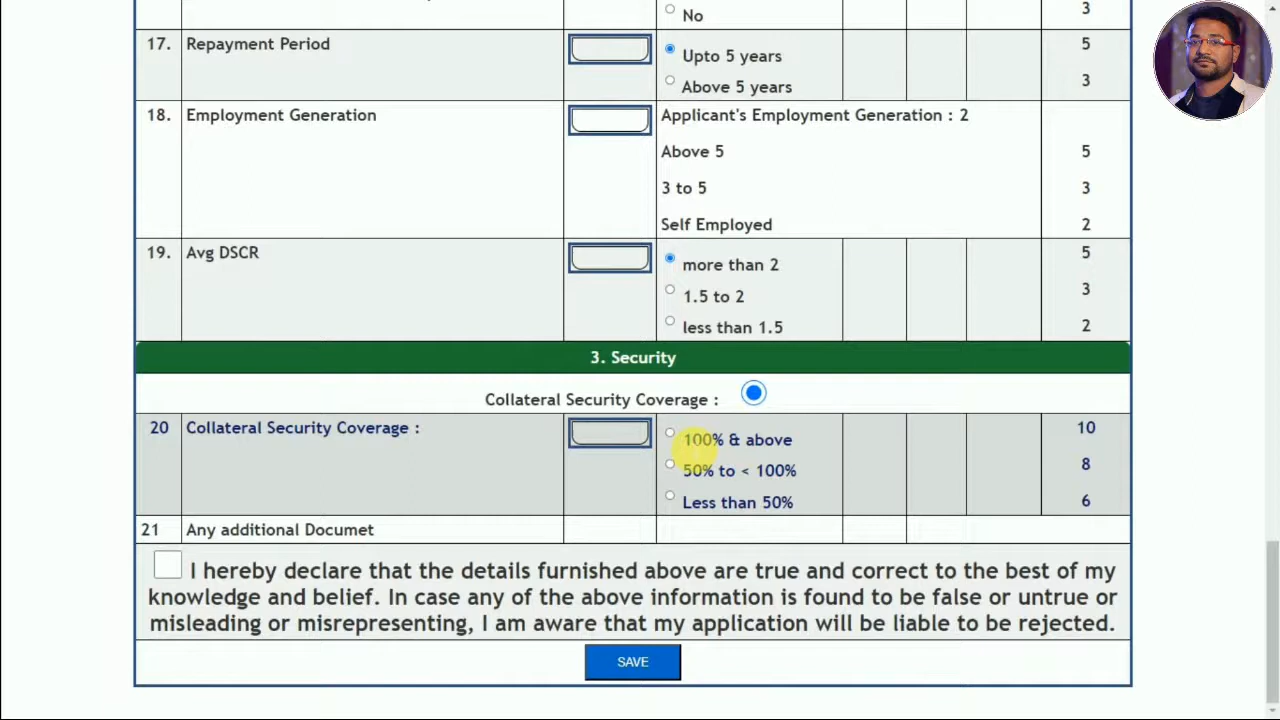 No
3
17.
Repayment Period
Upto 5 years
5
Above 5 years
3
18.
Employment Generation
Applicant's Employment Generation : 2
Above 5
5
3 to 5
3
Self Employed
2
19.
Avg DSCR
more than 2
5
1.5 to 2
3
less than 1.5
2
3. Security
Collateral Security Coverage :
20
Collateral Security Coverage :
100% & above
10
50% to < 100%
8
Less than 50%
6
21
Any additional Documet
I hereby declare that the details furnished above are true and correct to the best of my
knowledge and belief. In case any of the above information is found to be false or untrue or
misleading or misrepresenting, I am aware that my application will be liable to be rejected.
SAVE